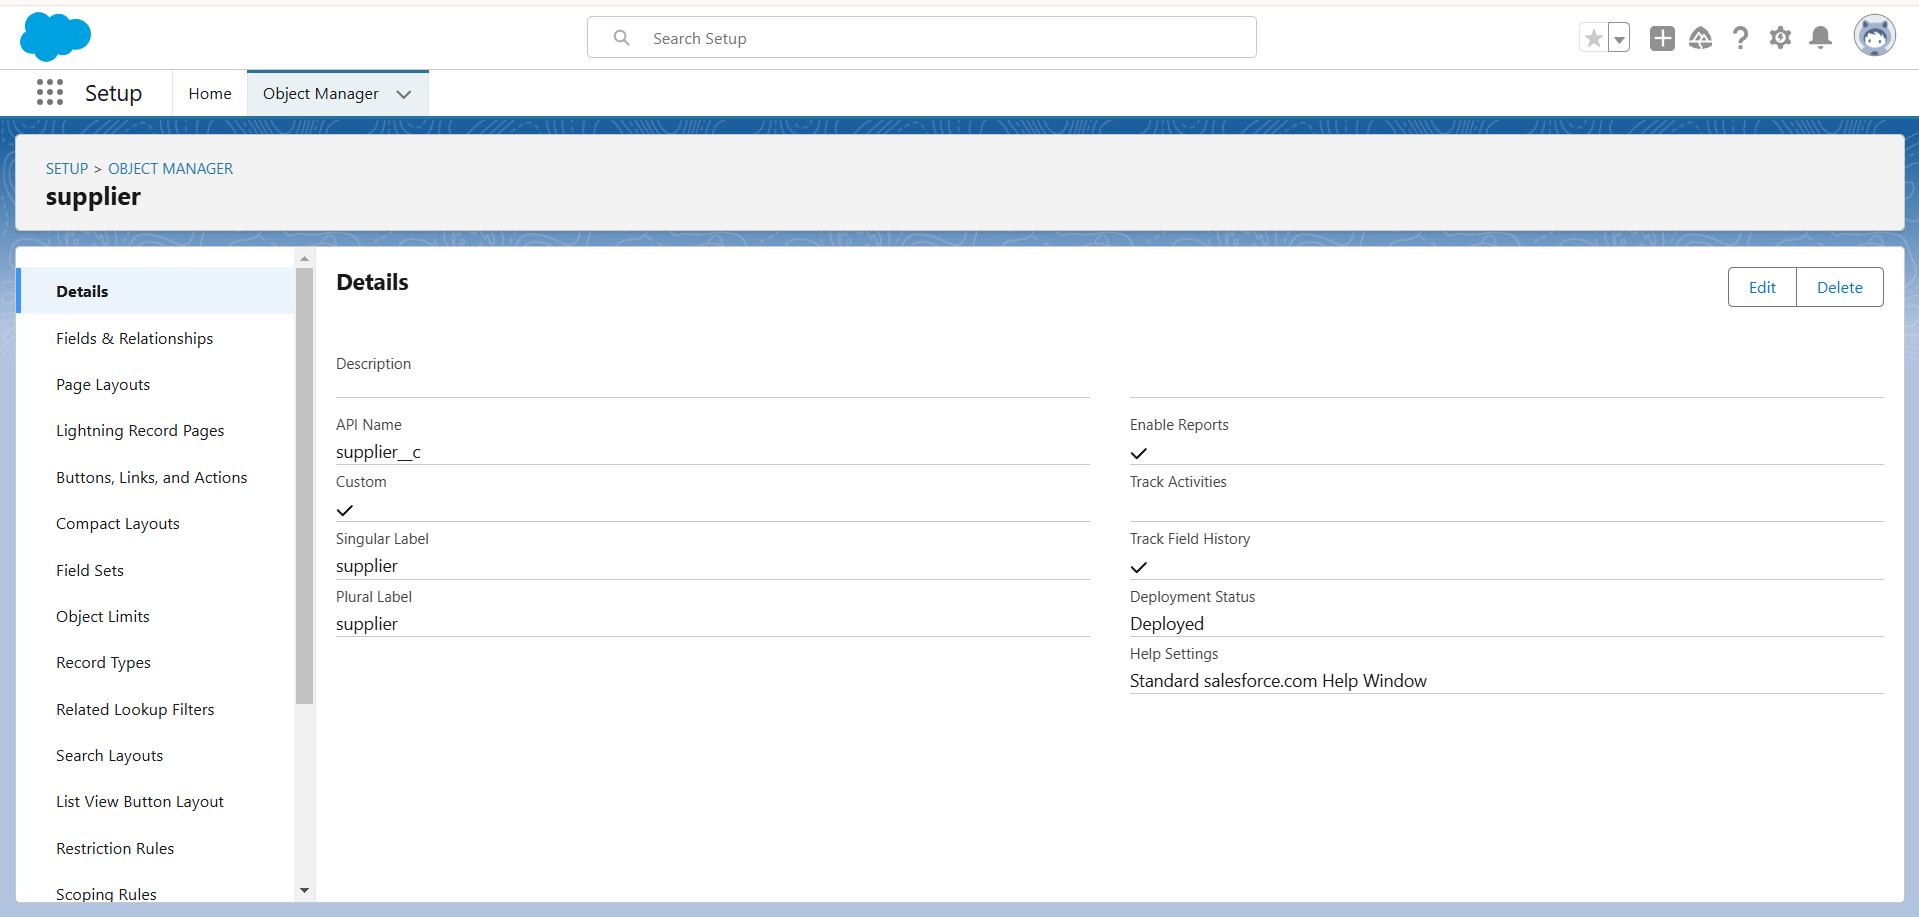 Search Setup
Setup
Home
Object Manager
SETUP > OBJECT MANAGER
supplier
Details
Fields & Relationships
Page Layouts
Lightning Record Pages
Buttons, Links, and Actions
Compact Layouts
Field Sets
Object Limits
Record Types
Related Lookup Filters
Search Layouts
List View Button Layout
Restriction Rules
Scoping Rules
Details
Edit
Delete
Description
API Name
supplier__c
Custom
Singular Label
supplier
Plural Label
supplier
Enable Reports
Track Activities
Track Field History
Deployment Status
Deployed
Help Settings
Standard salesforce.com Help Window